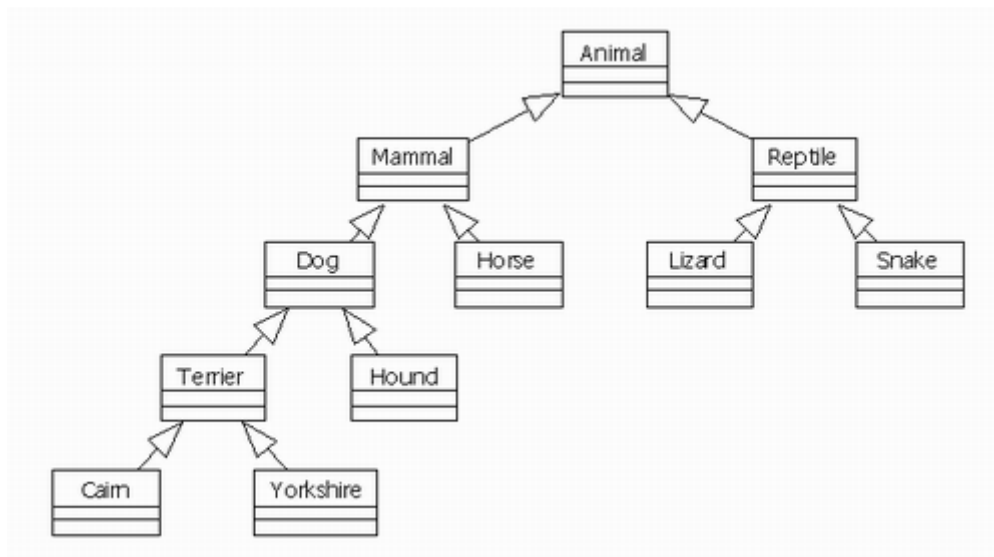 Animal
Mammal
Reptile
Dog
Horse
Lizard
Snake
Terrier
Hound
Cairn
Yorkshire